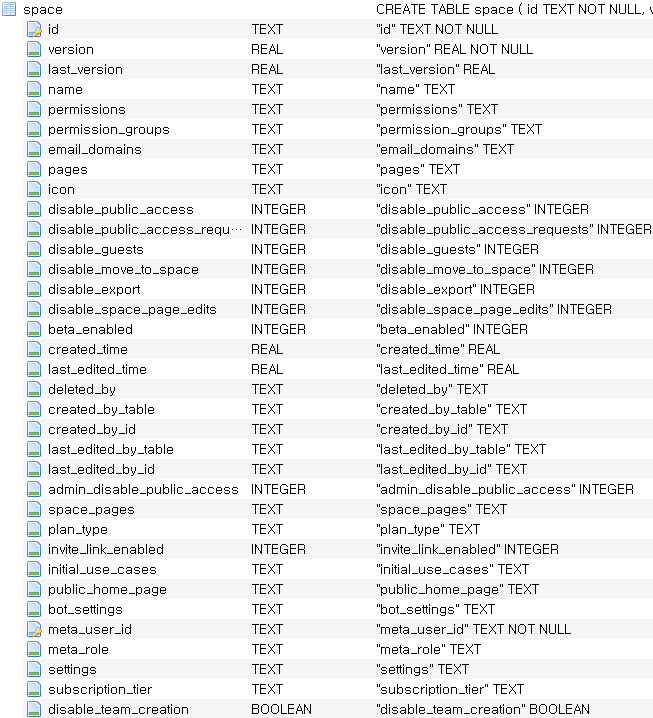 space CREATE TABLE space ( id TEXT NOT NULL, v
id TEXT "id" TEXT NOT NULL
version REAL "version" REAL NOT NULL
last_version REAL "last_version" REAL
name TEXT "name" TEXT
permissions TEXT "permissions" TEXT
permission_groups TEXT "permission_groups" TEXT
email_domains TEXT "email_domains" TEXT
pages TEXT "pages" TEXT
icon TEXT "icon" TEXT
disable_public_access INTEGER "disable_public_access" INTEGER
disable_public_access_requ... INTEGER "disable_public_access_requests" INTEGER
disable_guests INTEGER "disable_guests" INTEGER
disable_move_to_space INTEGER "disable_move_to_space" INTEGER
disable_export INTEGER "disable_export" INTEGER
disable_space_page_edits INTEGER "disable_space_page_edits" INTEGER
beta_enabled INTEGER "beta_enabled" INTEGER
created_time REAL "created_time" REAL
last_edited_time REAL "last_edited_time" REAL
deleted_by TEXT "deleted_by" TEXT
created_by_table TEXT "created_by_table" TEXT
created_by_id TEXT "created_by_id" TEXT
last_edited_by_table TEXT "last_edited_by_table" TEXT
last_edited_by_id TEXT "last_edited_by_id" TEXT
admin_disable_public_access INTEGER "admin_disable_public_access" INTEGER
space_pages TEXT "space_pages" TEXT
plan_type TEXT "plan_type" TEXT
invite_link_enabled INTEGER "invite_link_enabled" INTEGER
initial_use_cases TEXT "initial_use_cases" TEXT
public_home_page TEXT "public_home_page" TEXT
bot_settings TEXT "bot_settings" TEXT
meta_user_id TEXT "meta_user_id" TEXT NOT NULL
meta_role TEXT "meta_role" TEXT
settings TEXT "settings" TEXT
subscription_tier TEXT "subscription_tier" TEXT
disable_team_creation BOOLEAN "disable_team_creation" BOOLEAN